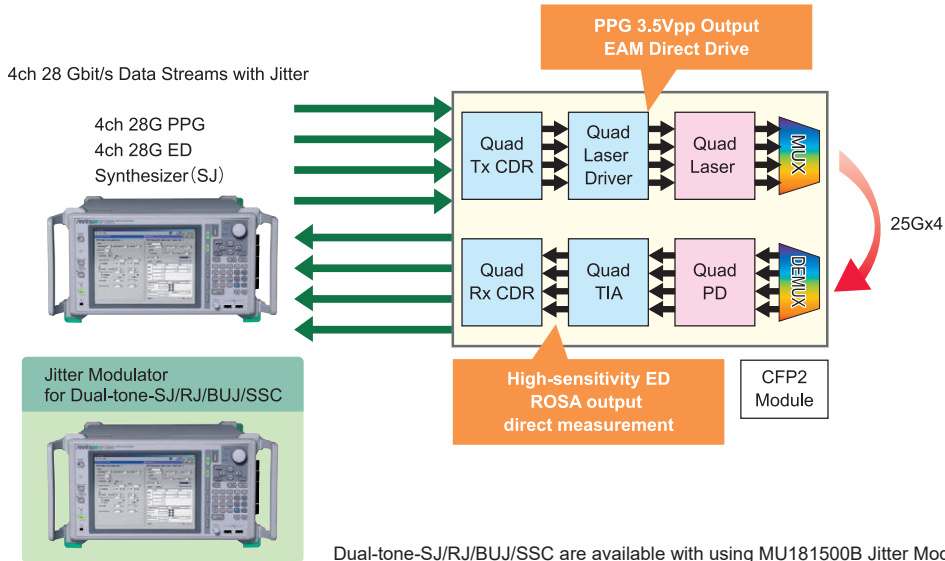 PPG 3.5Vpp Output
EAM Direct Drive
4ch 28 Gbit/s Data Streams with Jitter
4ch 28G PPG
4ch 28G ED
Synthesizer(SJ)
Quad
Tx CDR
Quad
Laser
Driver
Quad
Laser
MUX
25Gx4
Quad
Rx CDR
Quad
TIA
Quad
PD
DEMUX
Jitter Modulator
for Dual-tone-SJ/RJ/BUJ/SSC
High-sensitivity ED
ROSA output
direct measurement
CFP2
Module
Dual-tone-SJ/RJ/BUJ/SSC are available with using MU181500B Jitter Mod